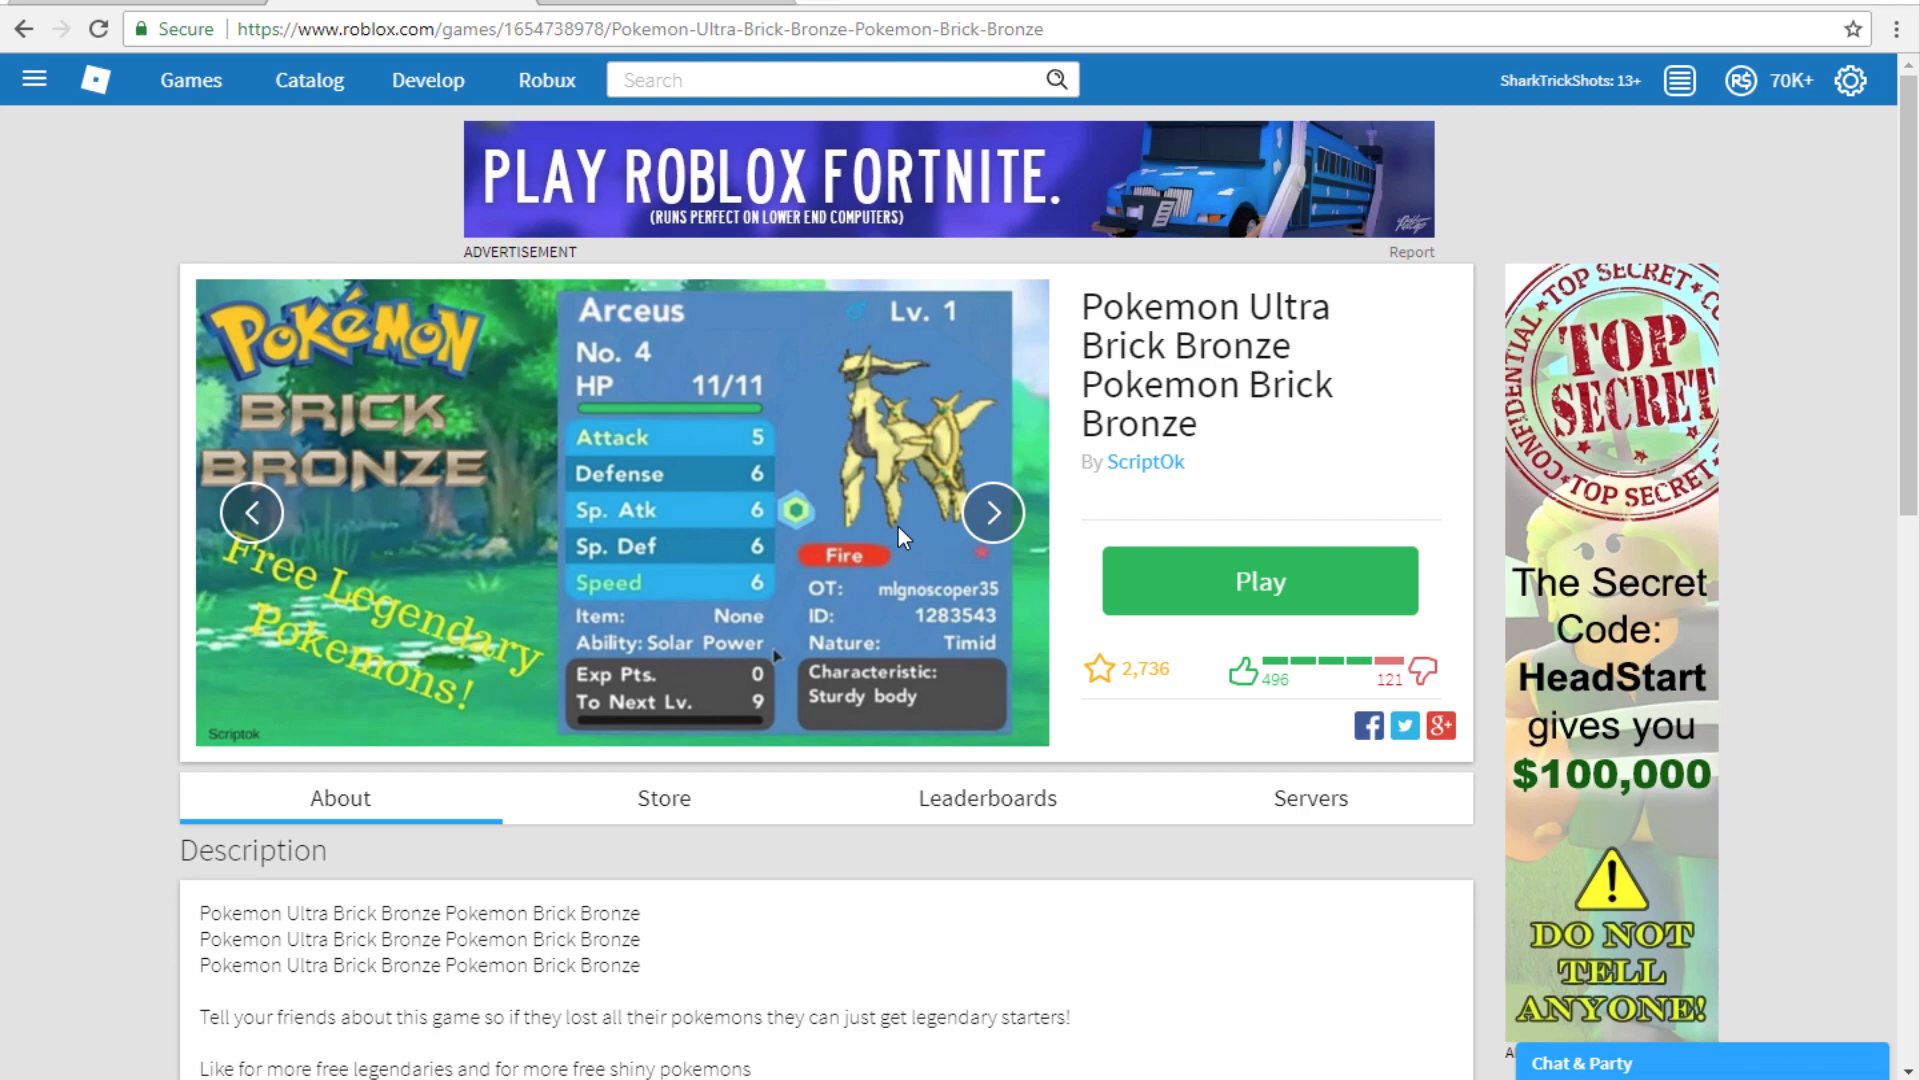 Secure https://www.roblox.com/games/1654738978/Pokemon-Ultra-Brick-Bronze-Pokemon-Brick-Bronze
Games Catalog Develop Robux Search SharkTrickShots: 13+ R$ 70K+
PLAY ROBLOX FORTNITE.
(RUNS PERFECT ON LOWER END COMPUTERS)
ADVERTISEMENT Report
POKéMON
BRICK
BRONZE
Free Legendary
Pokemons!
Scriptok
Arceus Lv. 1
No. 4
HP 11/11
Attack 5
Defense 6
Sp. Atk 6
Sp. Def 6
Speed 6
Item: None
Ability: Solar Power
Exp Pts. 0
To Next Lv. 9
Fire
OT: mlgnoscoper35
ID: 1283543
Nature: Timid
Characteristic:
Sturdy body
Pokemon Ultra
Brick Bronze
Pokemon Brick
Bronze
By ScriptOk
Play
2,736 496 121
f g+
TOP SECRET
CONFIDENTIAL
TOP
SECRET
TOP SECRET
The Secret
Code:
HeadStart
gives you
$100,000
!
DO NOT
TELL
ANYONE!
About Store Leaderboards Servers
Description
Pokemon Ultra Brick Bronze Pokemon Brick Bronze
Pokemon Ultra Brick Bronze Pokemon Brick Bronze
Pokemon Ultra Brick Bronze Pokemon Brick Bronze
Tell your friends about this game so if they lost all their pokemons they can just get legendary starters!
Like for more free legendaries and for more free shiny pokemons
Chat & Party